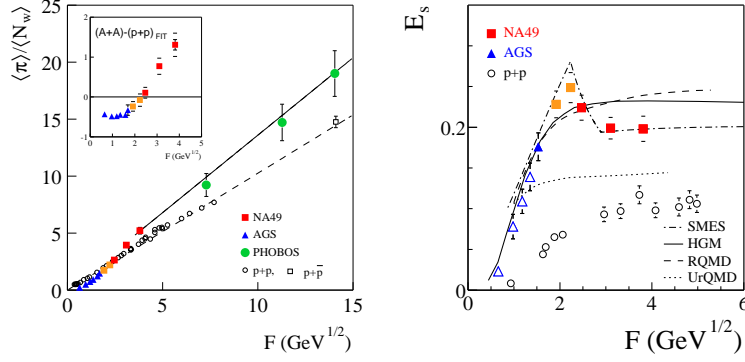 ⟨π⟩/⟨N_w⟩
25
20
15
10
5
0
0
5
10
15
F (GeV^{1/2})
(A+A)-(p+p)_{FIT}
2
1
0
-1
0
5
F (GeV^{1/2})
NA49
AGS
PHOBOS
p+p, p+p̅
E_s
0.2
0
0
2
4
6
F (GeV^{1/2})
NA49
AGS
p+p
SMES
HGM
RQMD
UrQMD